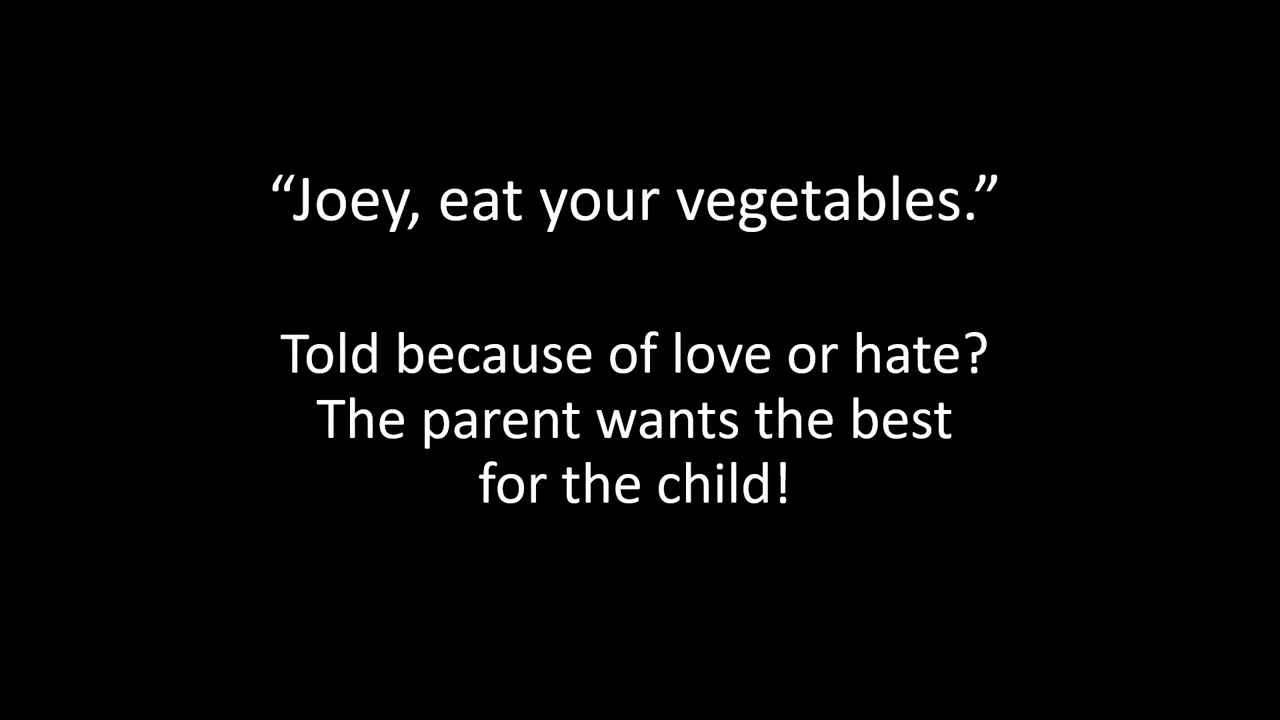 “Joey, eat your vegetables.”
Told because of love or hate?
The parent wants the best
for the child!